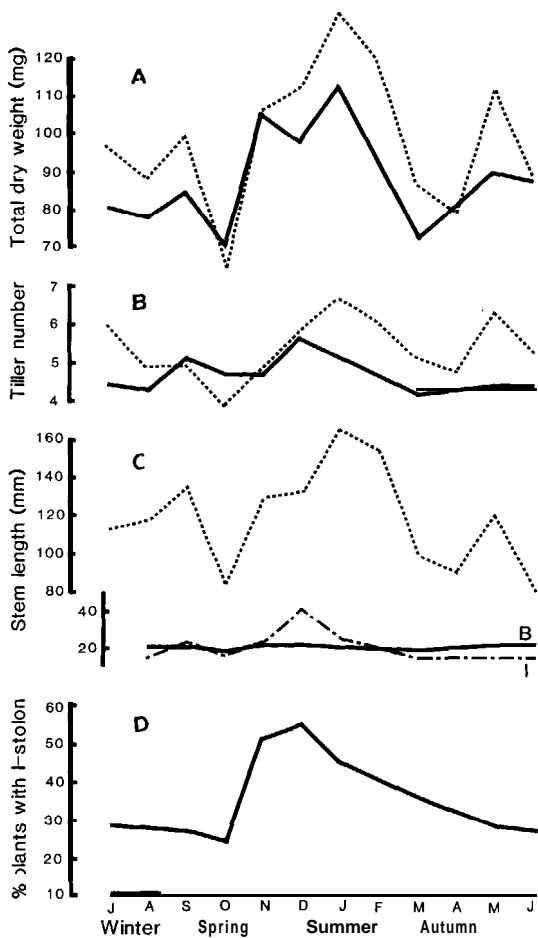 Total dry weight (mg)
A
120
110
100
90
80
70
Tiller number
B
7
6
5
4
Stem length (mm)
C
160
140
120
100
80
40
20
B
I
% plants with I-stolon
D
60
50
40
30
20
10
J A S O N D J F M A M J
Winter Spring Summer Autumn